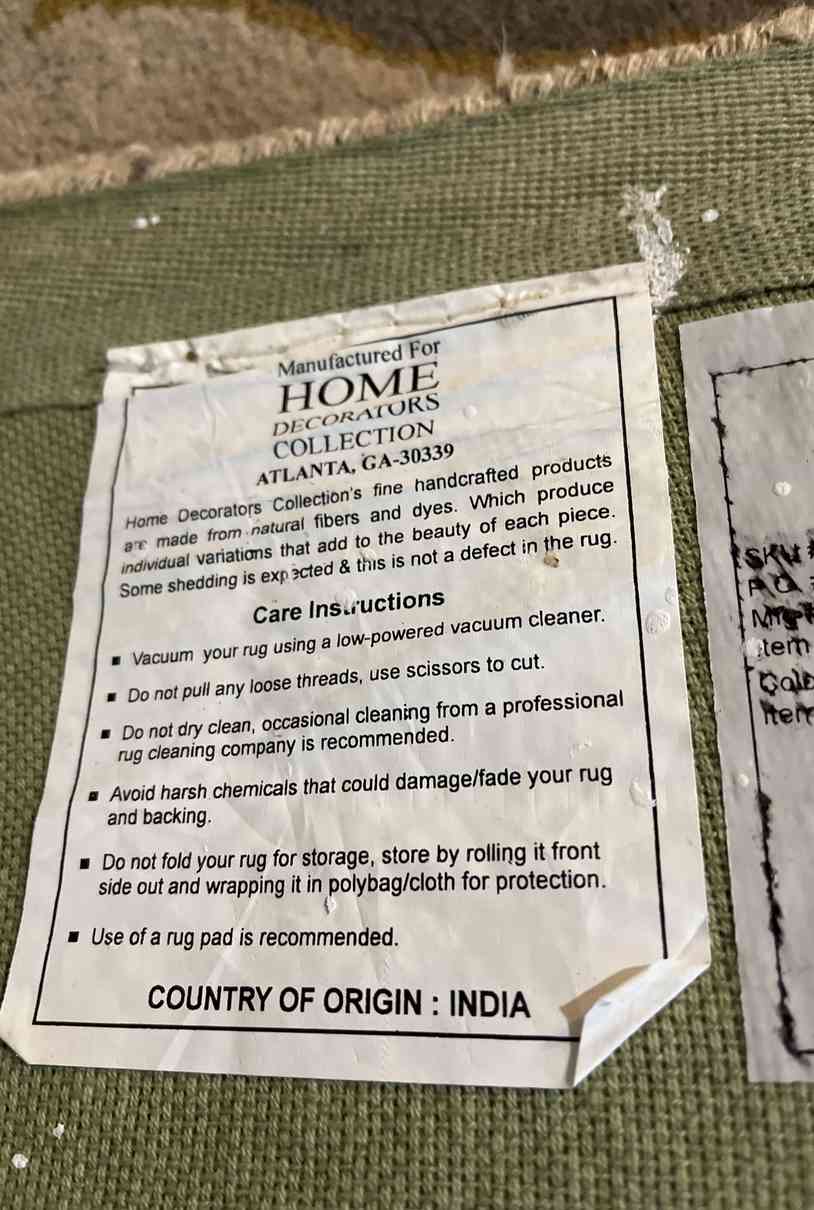 Manufactured For
HOME
DECORATORS
COLLECTION
ATLANTA, GA-30339
Home Decorators Collection's fine handcrafted products
are made from natural fibers and dyes. Which produce
individual variations that add to the beauty of each piece.
Some shedding is expected & this is not a defect in the rug.
Care Instructions
▪ Vacuum your rug using a low-powered vacuum cleaner.
▪ Do not pull any loose threads, use scissors to cut.
▪ Do not dry clean, occasional cleaning from a professional
rug cleaning company is recommended.
▪ Avoid harsh chemicals that could damage/fade your rug
and backing.
▪ Do not fold your rug for storage, store by rolling it front
side out and wrapping it in polybag/cloth for protection.
▪ Use of a rug pad is recommended.
COUNTRY OF ORIGIN : INDIA
SKU #